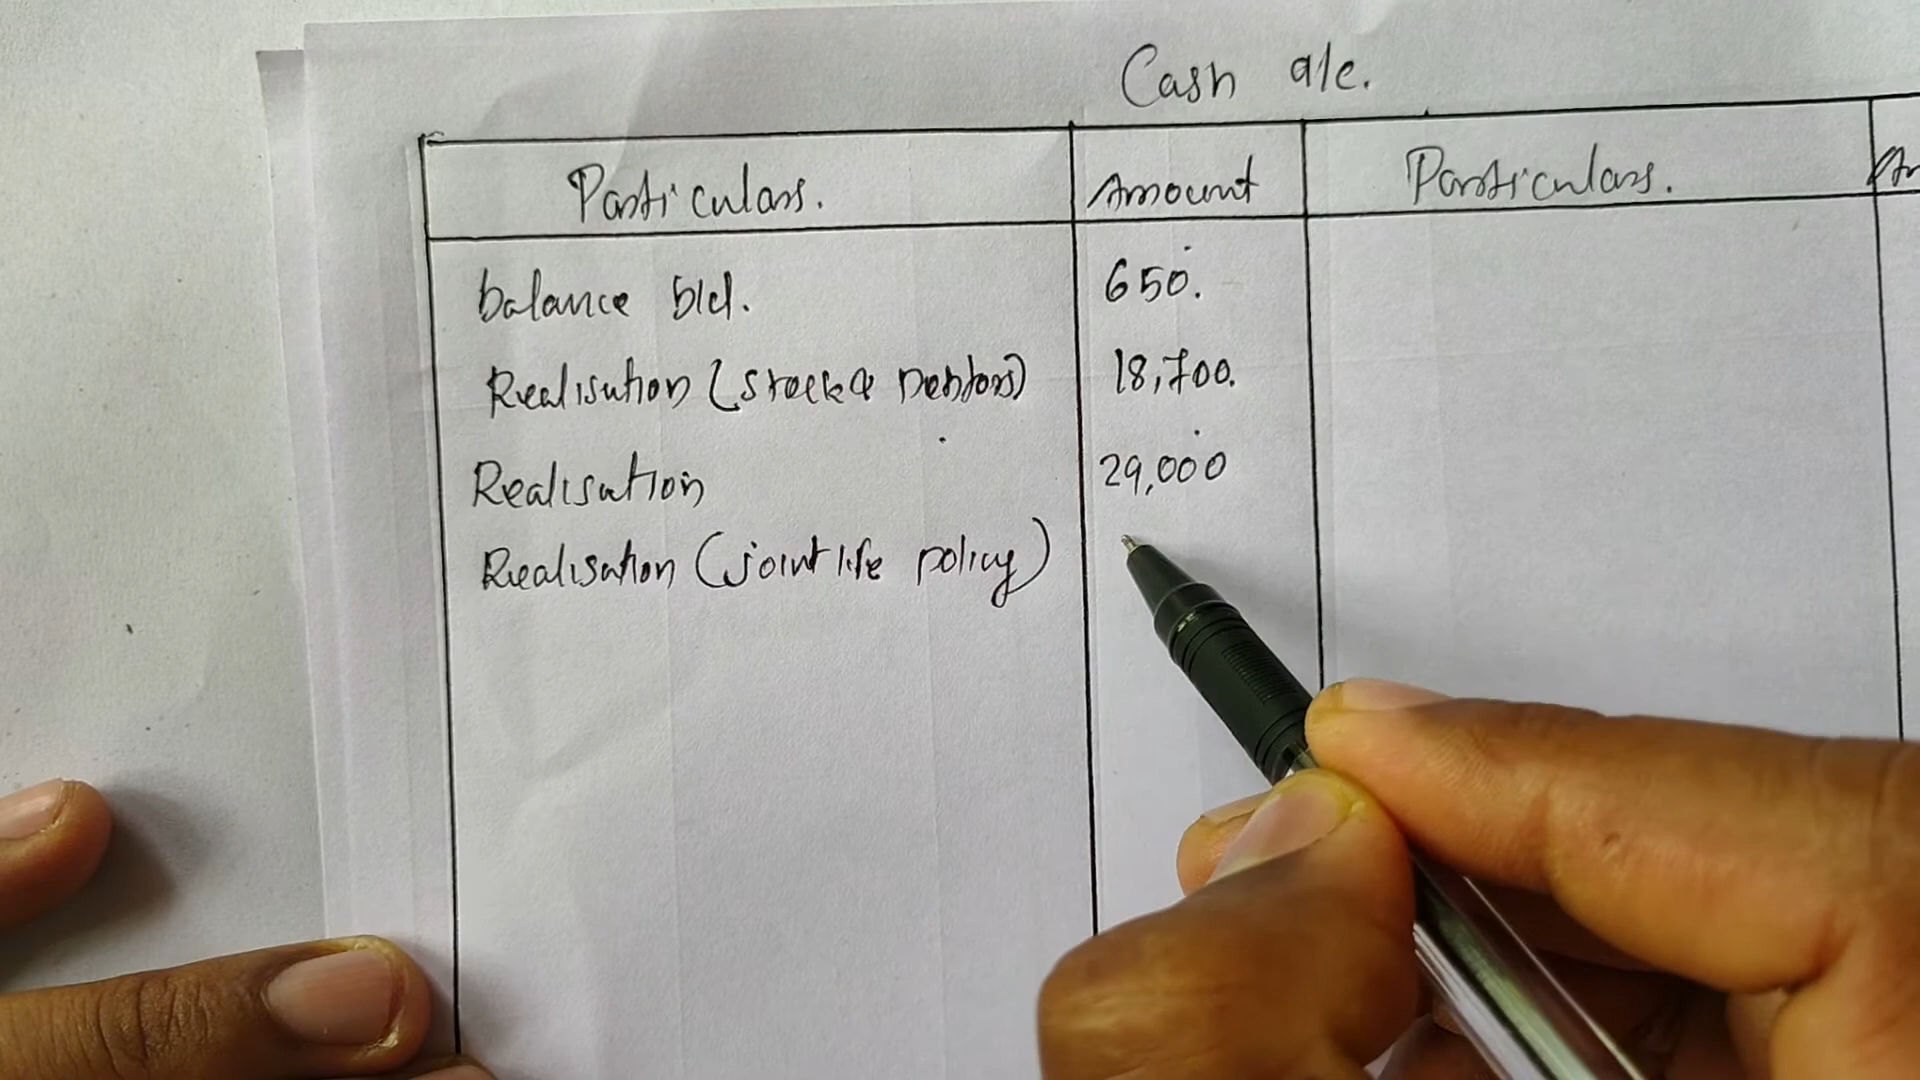 Cash a/c.
Particulars. Amount Particulars.
balance b/d. 650.
Realisation (stock & Debtors) 18,700.
Realisation 29,000
Realisation (joint life policy)